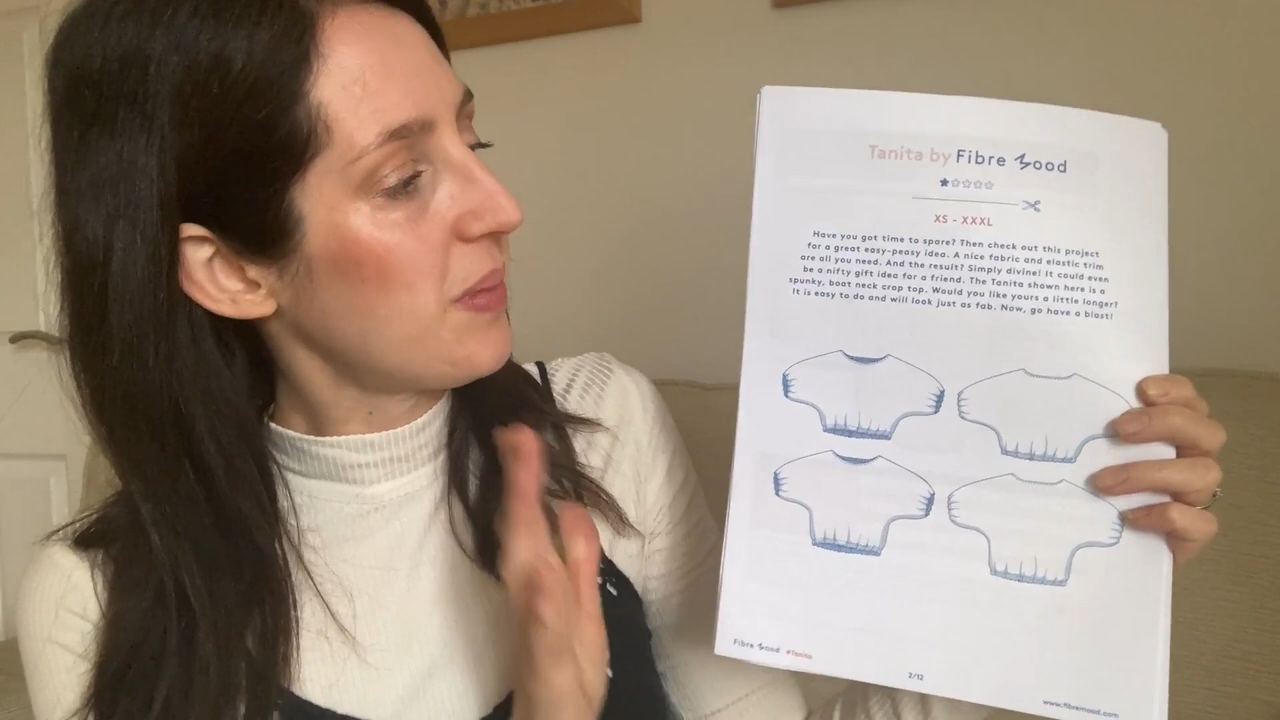 Tanita by Fibre Mood
XS - XXXL
Have you got time to spare? Then check out this project
for a great easy-peasy idea. A nice fabric and elastic trim
are all you need. And the result? Simply divine! It could even
be a nifty gift idea for a friend. The Tanita shown here is a
spunky, boat neck crop top. Would you like yours a little longer?
It is easy to do and will look just as fab. Now, go have a blast!
Fibre Mood #Tanita
2/12
www.fibremood.com